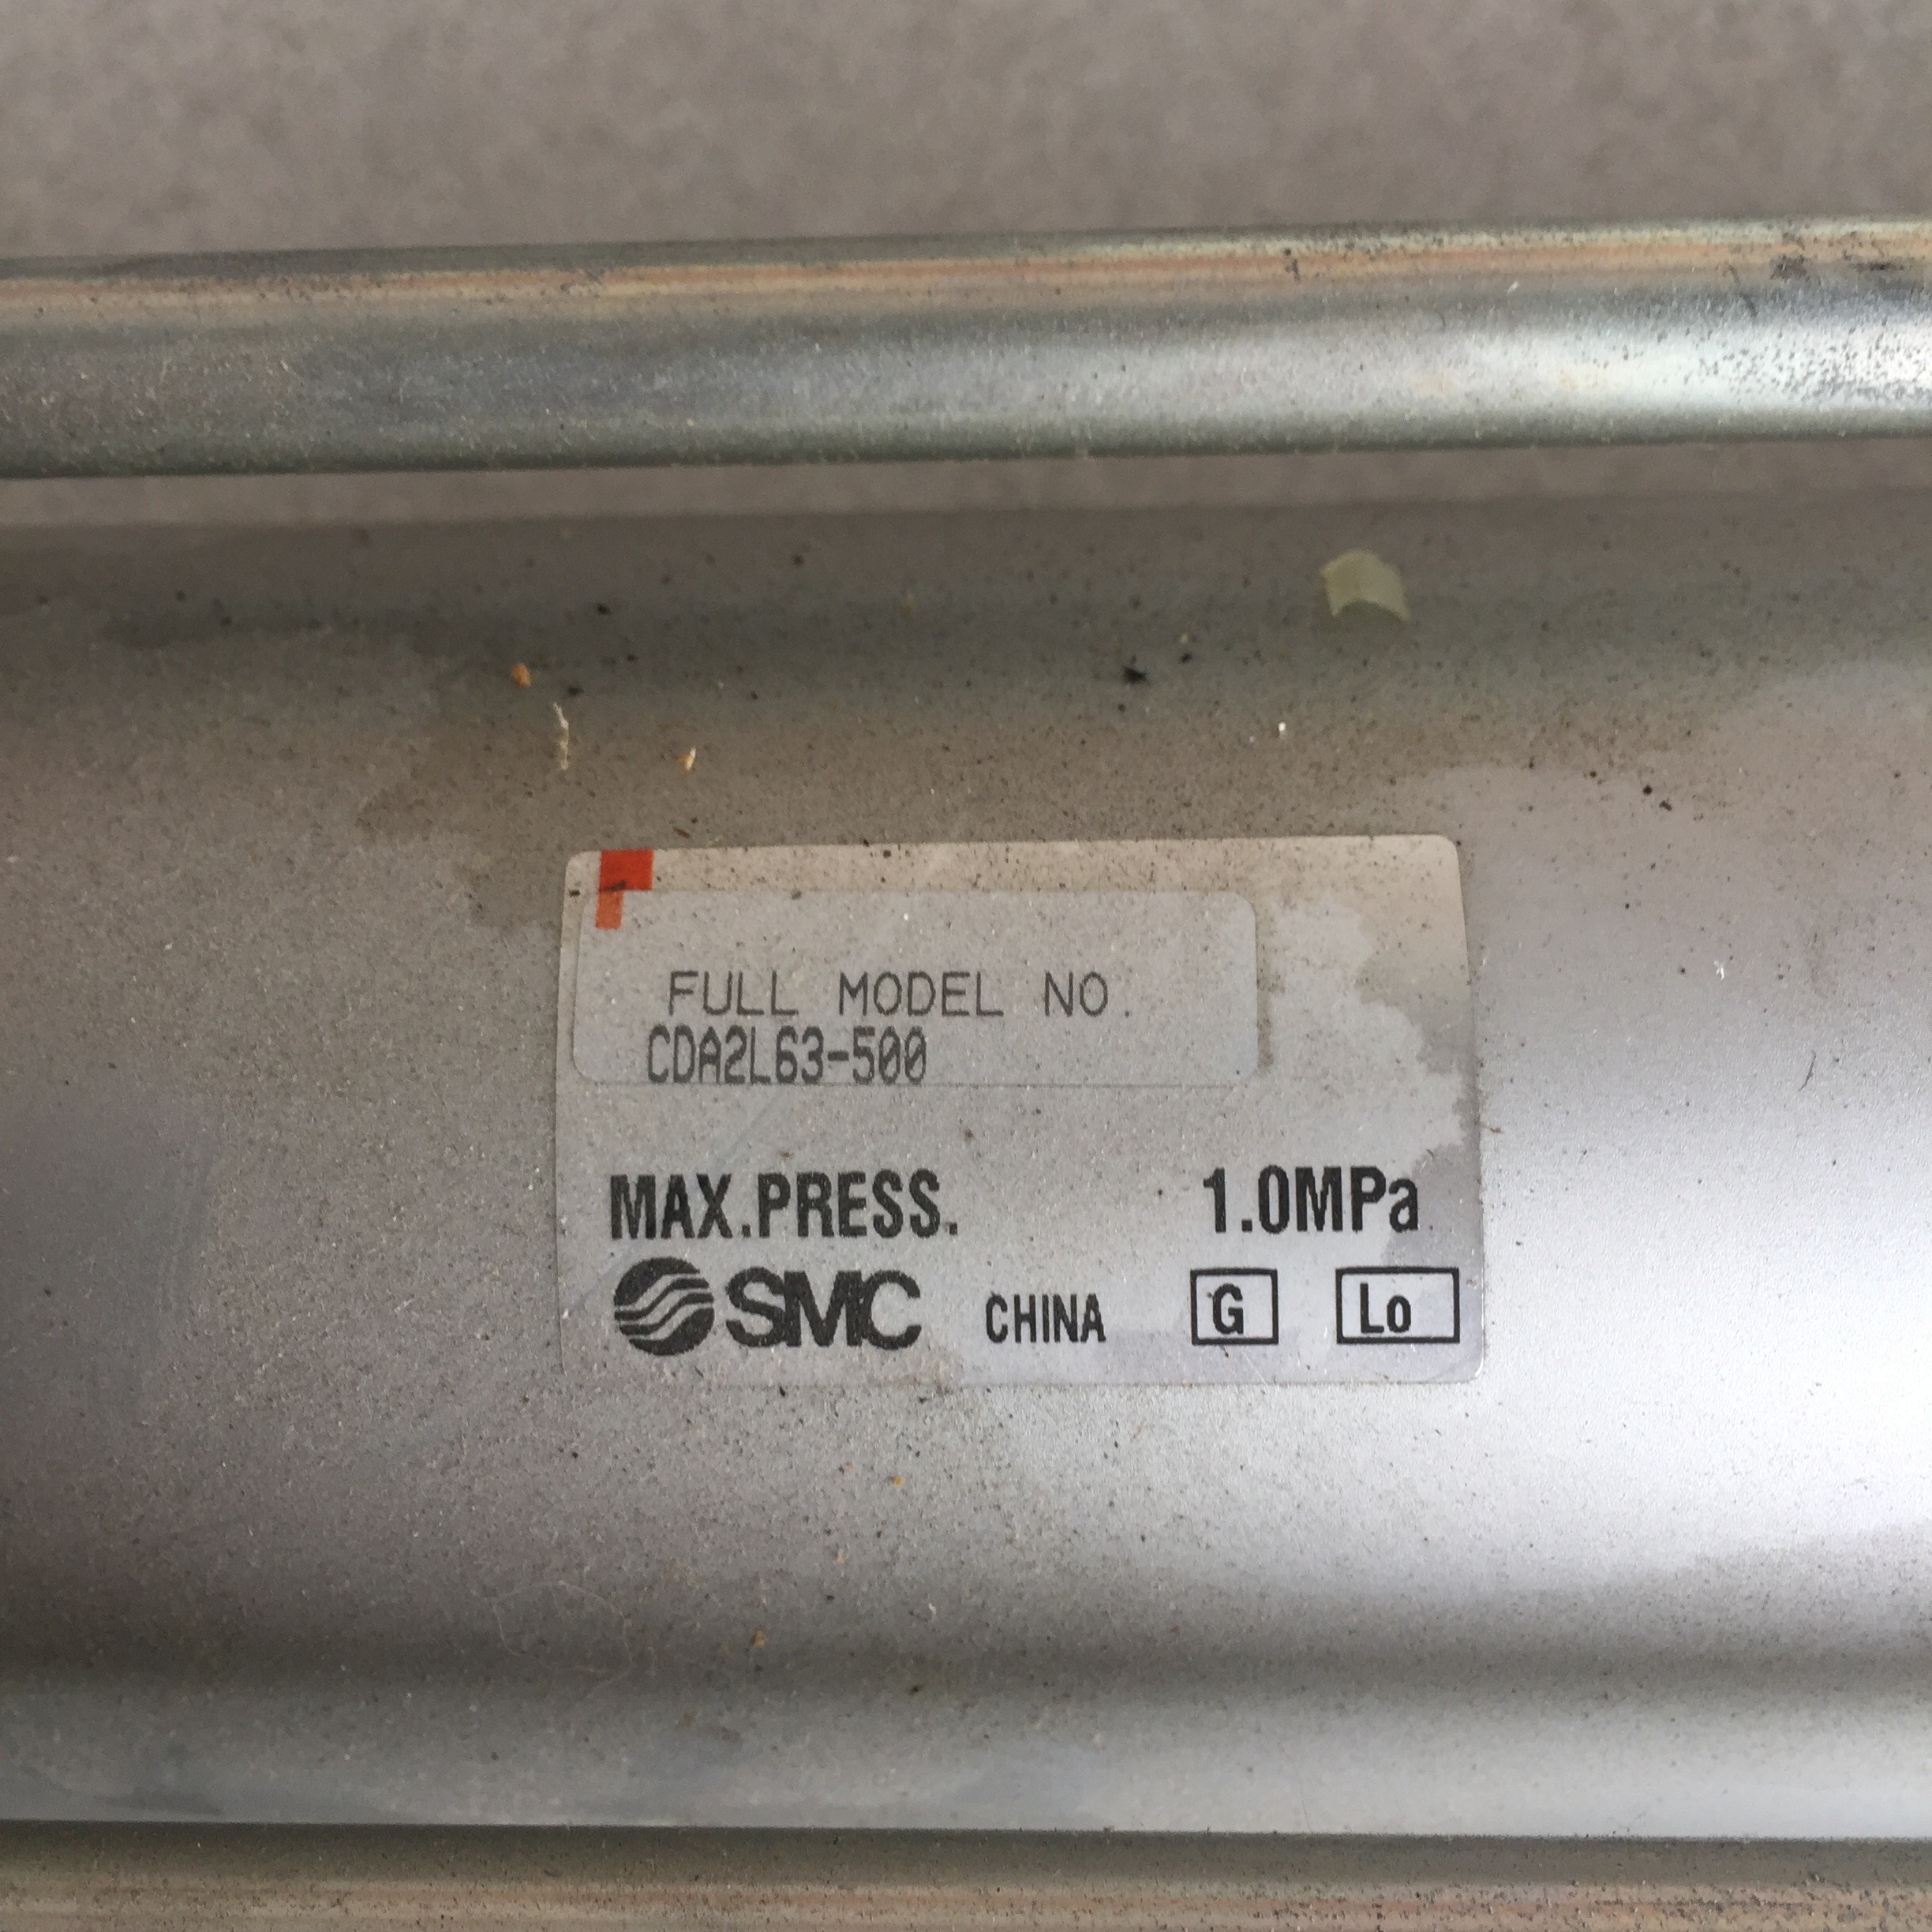 FULL MODEL NO.
CDA2L63-500
MAX.PRESS. 1.0MPa
SMC CHINA G Lo